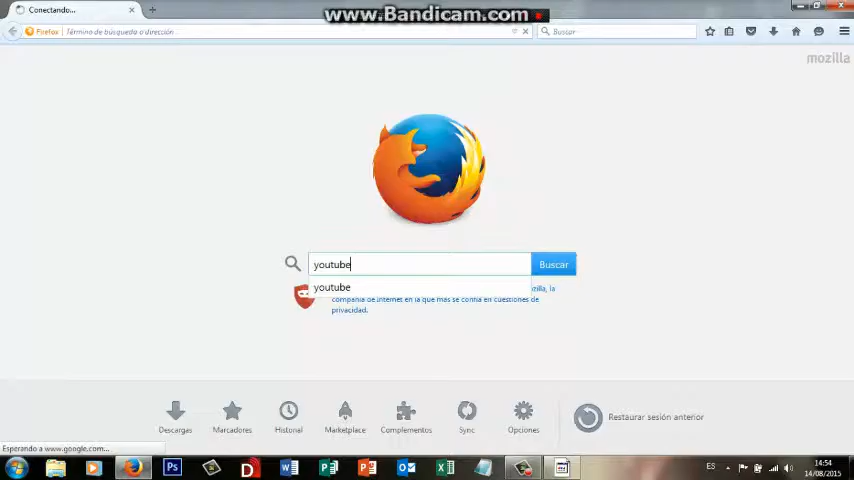 Conectando...
www.Bandicam.com
Firefox
Término de búsqueda o dirección
Buscar
mozilla
youtube
Buscar
youtube
zilla, la
compañía de Internet en la que más se confía en cuestiones de
privacidad.
Descargas
Marcadores
Historial
Marketplace
Complementos
Sync
Opciones
Restaurar sesión anterior
Esperando a www.google.com...
ES
14:54
14/08/2015